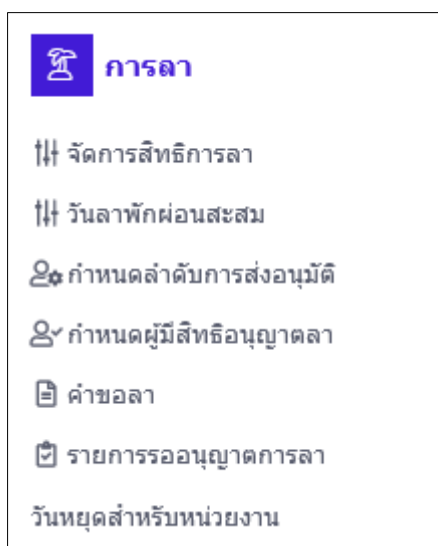 การลา
จัดการสิทธิการลา
วันลาพักผ่อนสะสม
กำหนดลำดับการส่งอนุมัติ
กำหนดผู้มีสิทธิอนุญาตลา
คำขอลา
รายการรออนุญาตการลา
วันหยุดสำหรับหน่วยงาน